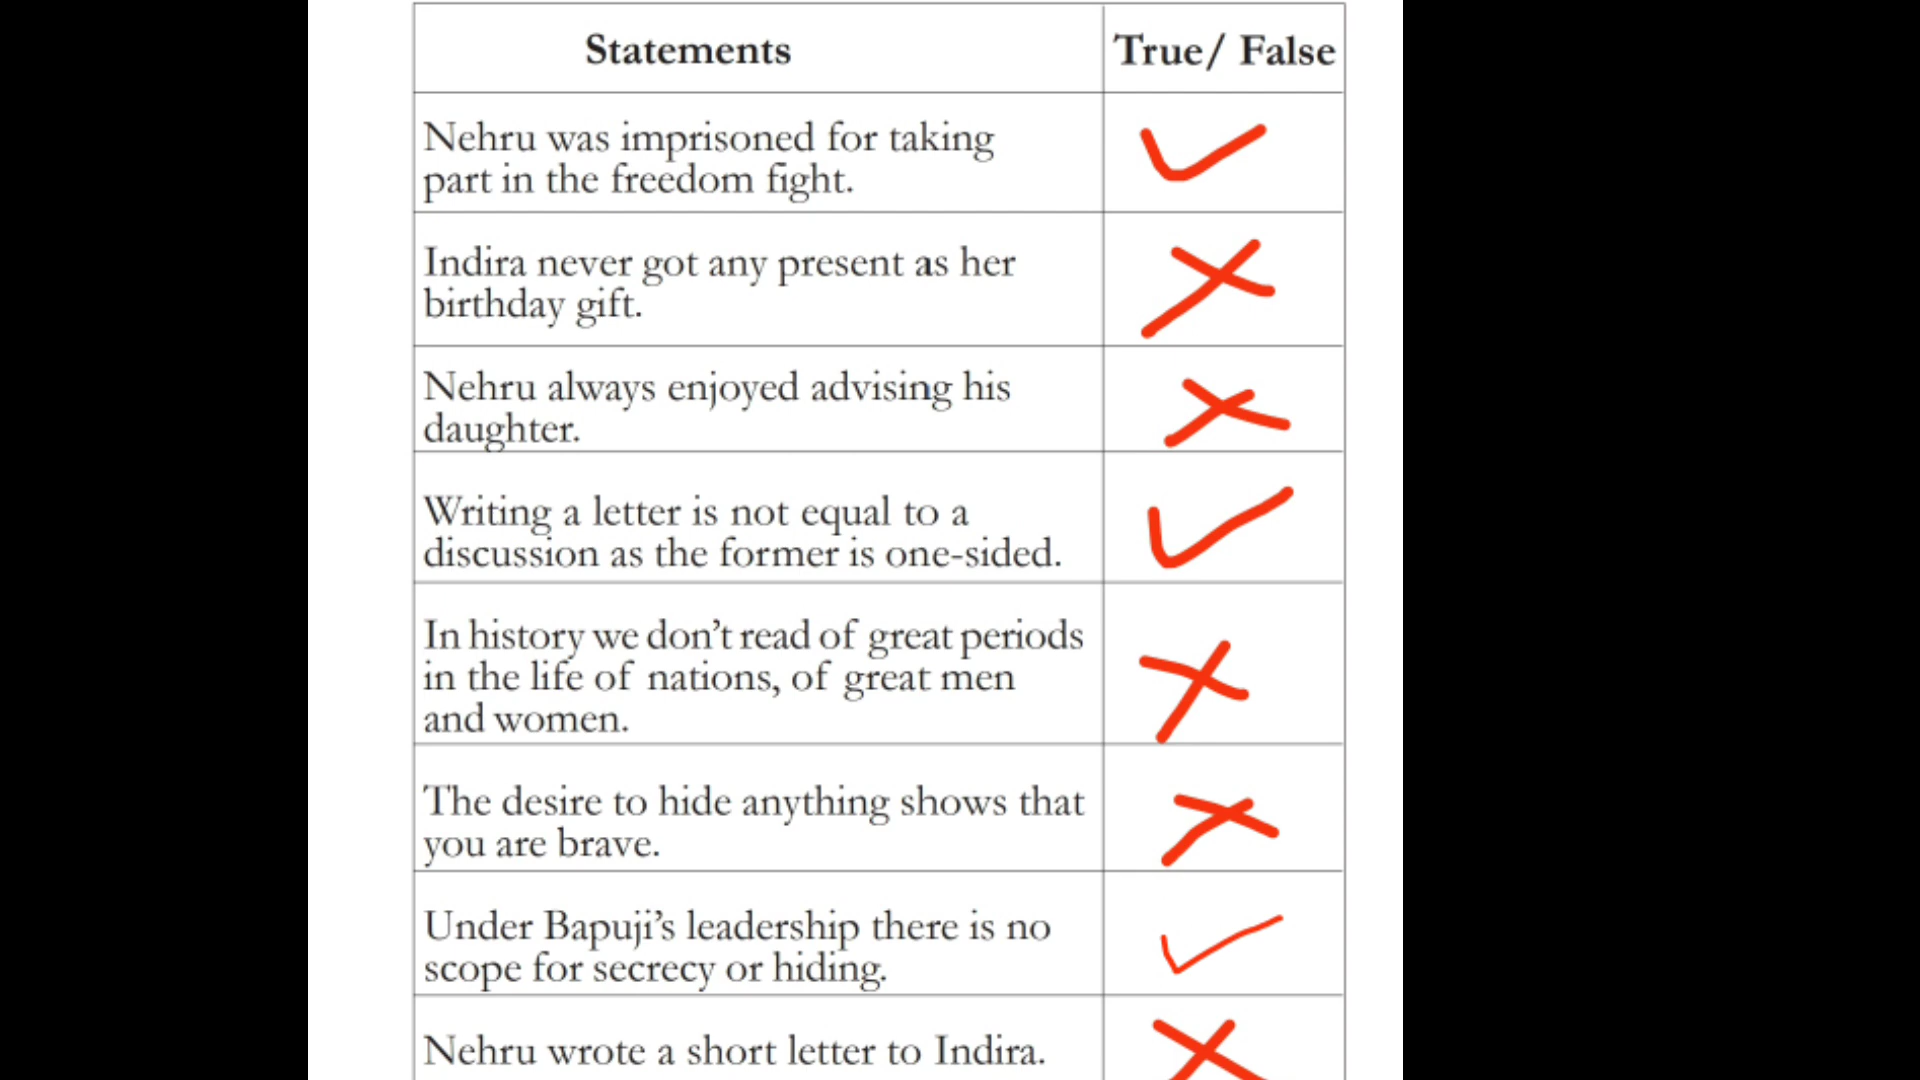 Statements True/ False
Nehru was imprisoned for taking
part in the freedom fight.
Indira never got any present as her
birthday gift.
Nehru always enjoyed advising his
daughter.
Writing a letter is not equal to a
discussion as the former is one-sided.
In history we don’t read of great periods
in the life of nations, of great men
and women.
The desire to hide anything shows that
you are brave.
Under Bapuji’s leadership there is no
scope for secrecy or hiding.
Nehru wrote a short letter to Indira.